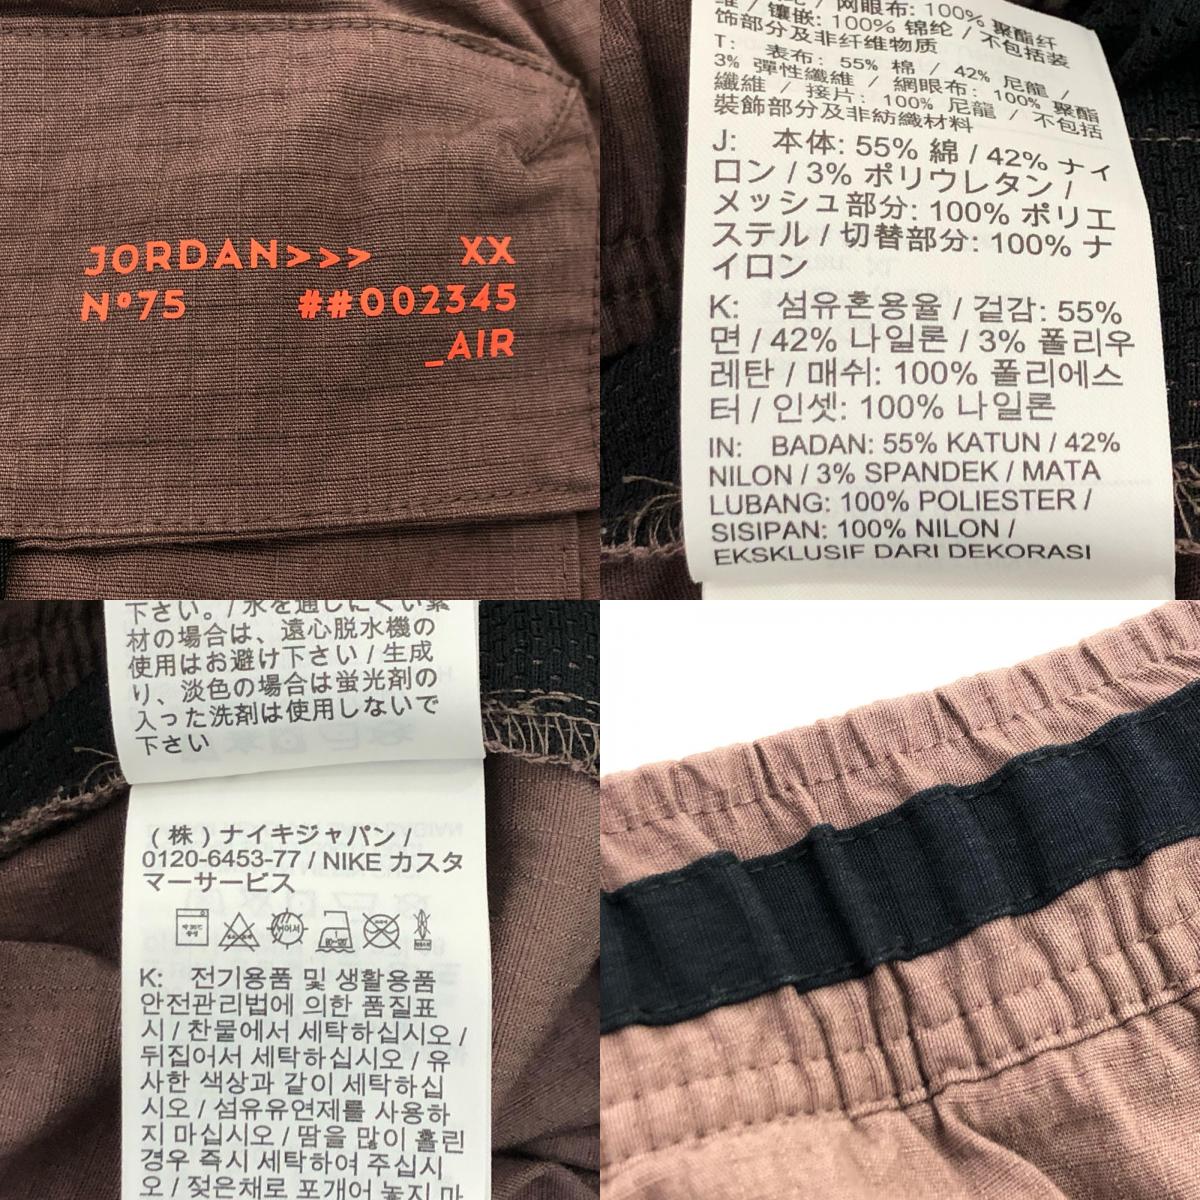 JORDAN>>> XX
Nº75 ##002345
_AIR
网眼布: 100% 聚酯纤
维 / 镶嵌: 100% 锦纶 / 不包括装
饰部分及非纤维物质
T: 表布: 55% 棉 / 42% 尼龍 /
3% 彈性纖維 / 網眼布: 100% 聚酯
纖維 / 接片: 100% 尼龍 / 不包括
裝飾部分及非紡織材料
J: 本体: 55% 綿 / 42% ナイ
ロン / 3% ポリウレタン /
メッシュ部分: 100% ポリエ
ステル / 切替部分: 100% ナ
イロン
K: 섬유혼용율 / 겉감: 55%
면 / 42% 나일론 / 3% 폴리우
레탄 / 매쉬: 100% 폴리에스
터 / 인셋: 100% 나일론
IN: BADAN: 55% KATUN / 42%
NILON / 3% SPANDEK / MATA
LUBANG: 100% POLIESTER /
SISIPAN: 100% NILON /
EKSKLUSIF DARI DEKORASI
下さい。/ 水を通しにくい素
材の場合は、遠心脱水機の
使用はお避け下さい / 生成
り、淡色の場合は蛍光剤の
入った洗剤は使用しないで
下さい
(株) ナイキジャパン /
0120-6453-77 / NIKE カスタ
マーサービス
K: 전기용품 및 생활용품
안전관리법에 의한 품질표
시 / 찬물에서 세탁하십시오 /
뒤집어서 세탁하십시오 / 유
사한 색상과 같이 세탁하십
시오 / 섬유유연제를 사용하
지 마십시오 / 땀을 많이 흘린
경우 즉시 세탁하여 주십시
오 / 젖은채로 포개어 놓지 마